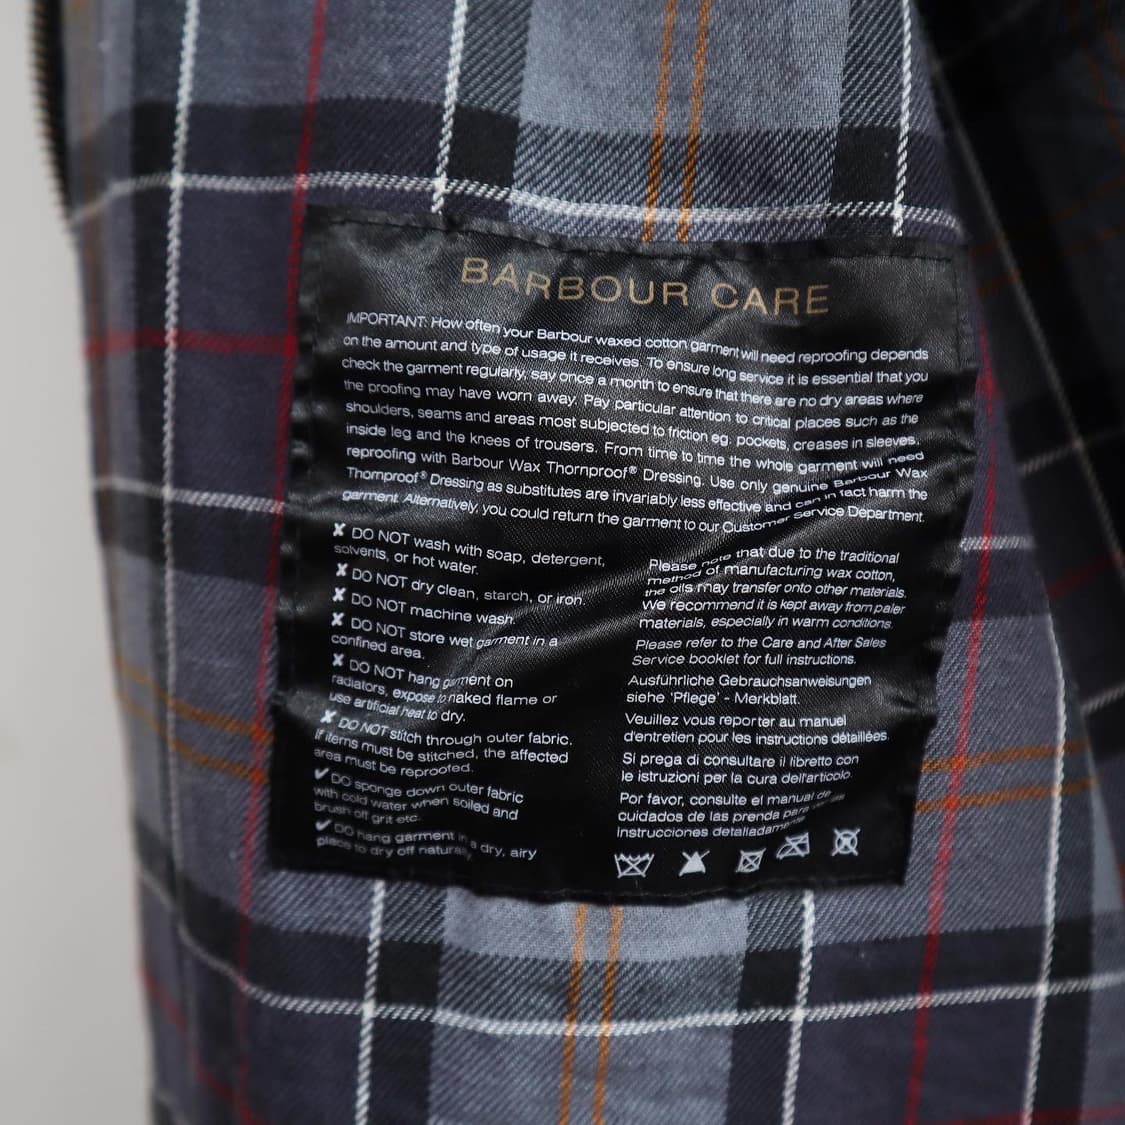 BARBOUR CARE
IMPORTANT: How often your Barbour waxed cotton garment will need reproofing depends
on the amount and type of usage it receives. To ensure long service it is essential that you
check the garment regularly, say once a month to ensure that there are no dry areas where
the proofing may have worn away. Pay particular attention to critical places such as the
shoulders, seams and areas most subjected to friction eg. pockets, creases in sleeves,
inside leg and the knees of trousers. From time to time the whole garment will need
reproofing with Barbour Wax Thornproof® Dressing. Use only genuine Barbour Wax
Thornproof® Dressing as substitutes are invariably less effective and can in fact harm the
garment. Alternatively, you could return the garment to our Customer Service Department.
✘ DO NOT wash with soap, detergent,
solvents, or hot water.
✘ DO NOT dry clean, starch, or iron.
✘ DO NOT machine wash.
✘ DO NOT store wet garment in a
confined area.
✘ DO NOT hang garment on
radiators, expose to naked flame or
use artificial heat to dry.
✘ DO NOT stitch through outer fabric.
If items must be stitched, the affected
area must be reproofed.
✔ DO sponge down outer fabric
with cold water when soiled and
brush off grit etc.
✔ DO hang garment in a dry, airy
place to dry off naturally.
Please note that due to the traditional
method of manufacturing wax cotton,
the oils may transfer onto other materials.
We recommend it is kept away from paler
materials, especially in warm conditions.
Please refer to the Care and After Sales
Service booklet for full instructions.
Ausführliche Gebrauchsanweisungen
siehe 'Pflege' - Merkblatt.
Veuillez vous reporter au manuel
d'entretien pour les instructions détaillées.
Si prega di consultare il libretto con
le istruzioni per la cura dell'articolo.
Por favor, consulte el manual de
cuidados de las prenda para
instrucciones detalladamente